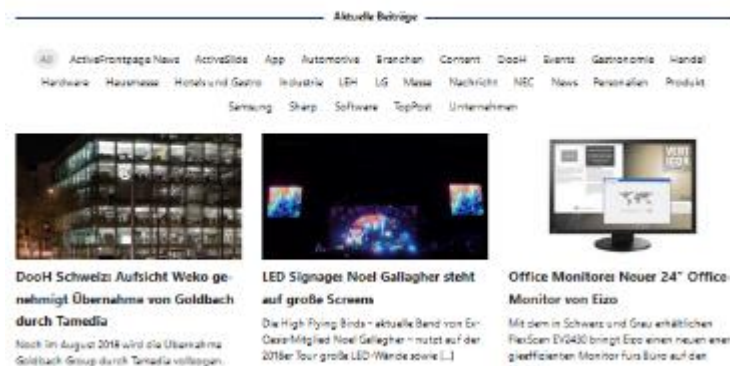 Aktuelle Beiträge
All ActiveFrontpage News ActiveSlide App Automotive Branchen Content DooH Events Gastronomie Handel
Hardware Hausmesse Hotels und Gastro Industrie LEH LG Messe Nachricht NEC News Personalien Produkt
Samsung Sharp Software TopPost Unternehmen
DooH Schweiz: Aufsicht Weko ge-
nehmigt Übernahme von Goldbach
durch Tamedia
Noch im August 2018 wird die Übernahme
Goldbach Group durch Tamedia vollzogen.
LED Signage: Noel Gallagher steht
auf große Screens
Die High Flying Birds – aktuelle Band von Ex-
Oasis-Mitglied Noel Gallagher – nutzt auf der
2018er Tour große LED-Wände sowie [...]
Office Monitore: Neuer 24" Office-
Monitor von Eizo
Mit dem in Schwarz und Grau erhältlichen
FlexScan EV2430 bringt Eizo einen neuen ener
gieeffizienten Monitor fürs Büro auf den